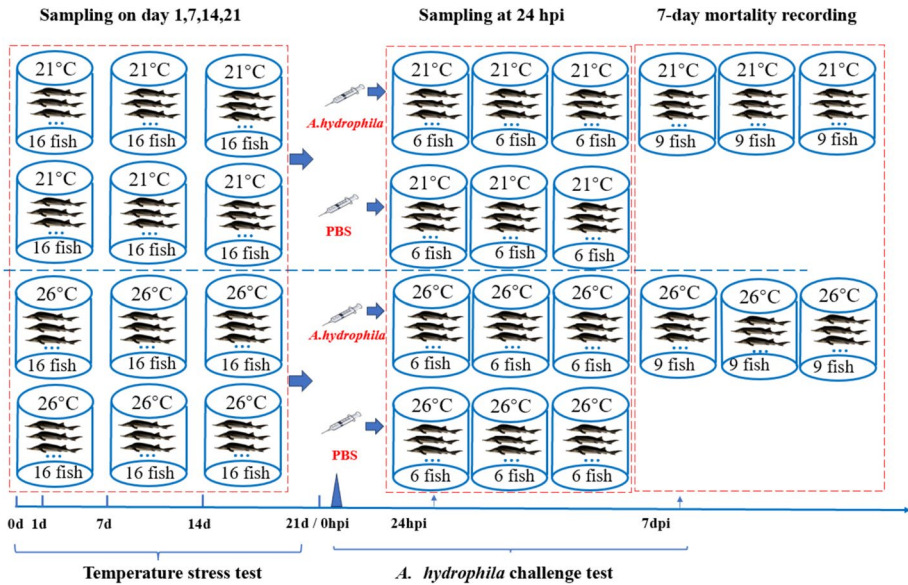 Sampling on day 1,7,14,21
Sampling at 24 hpi
7-day mortality recording
21°C 21°C 21°C
16 fish 16 fish 16 fish
A.hydrophila
21°C 21°C 21°C
6 fish 6 fish 6 fish
21°C 21°C 21°C
9 fish 9 fish 9 fish
21°C 21°C 21°C
16 fish 16 fish 16 fish
PBS
21°C 21°C 21°C
6 fish 6 fish 6 fish
26°C 26°C 26°C
16 fish 16 fish 16 fish
A.hydrophila
26°C 26°C 26°C
6 fish 6 fish 6 fish
26°C 26°C 26°C
9 fish 9 fish 9 fish
26°C 26°C 26°C
16 fish 16 fish 16 fish
PBS
26°C 26°C 26°C
6 fish 6 fish 6 fish
0d 1d 7d 14d 21d / 0hpi 24hpi 7dpi
Temperature stress test
A. hydrophila challenge test